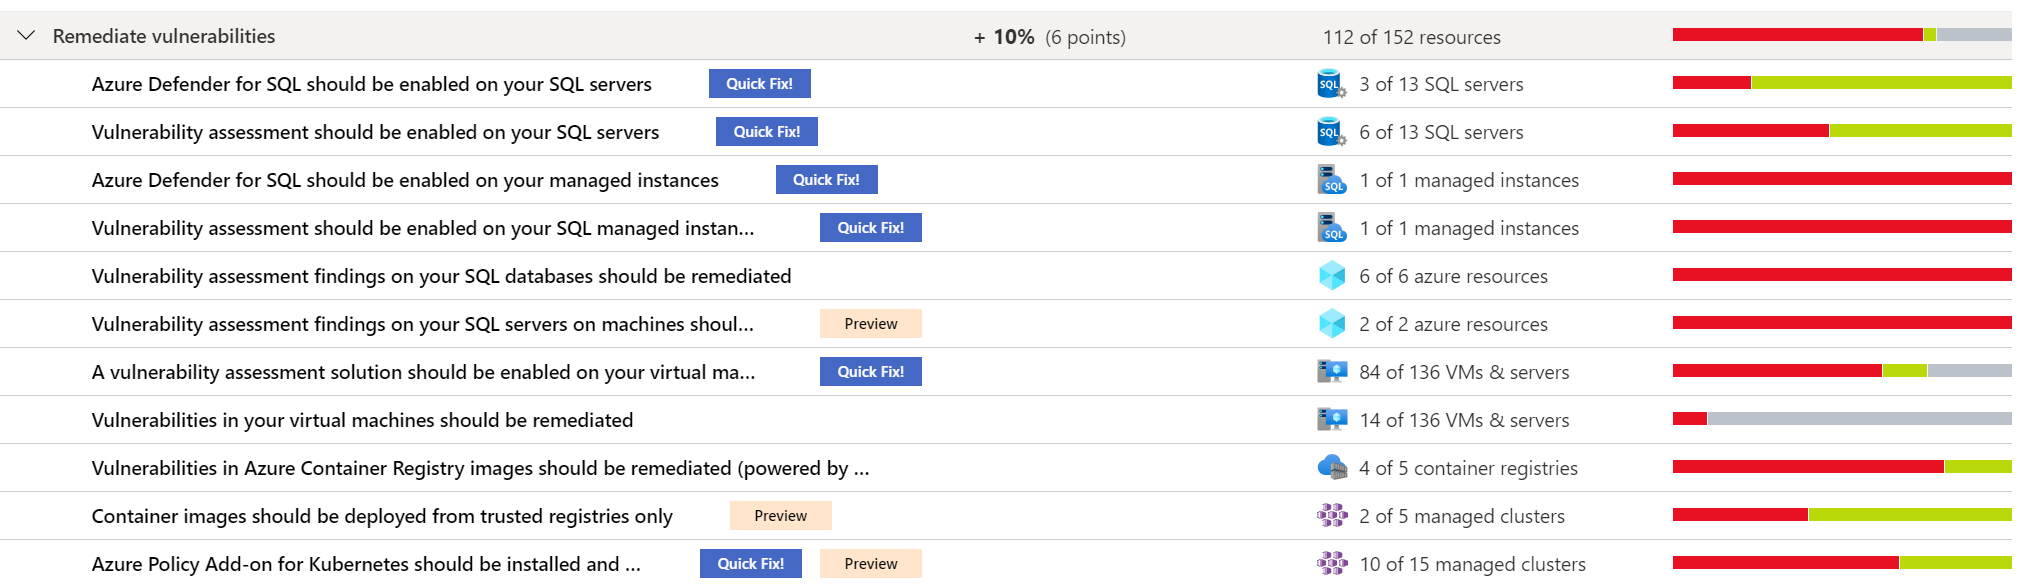 Remediate vulnerabilities + 10% (6 points) 112 of 152 resources
Azure Defender for SQL should be enabled on your SQL servers Quick Fix! SQL 3 of 13 SQL servers
Vulnerability assessment should be enabled on your SQL servers Quick Fix! SQL 6 of 13 SQL servers
Azure Defender for SQL should be enabled on your managed instances Quick Fix! SQL 1 of 1 managed instances
Vulnerability assessment should be enabled on your SQL managed instan... Quick Fix! SQL 1 of 1 managed instances
Vulnerability assessment findings on your SQL databases should be remediated 6 of 6 azure resources
Vulnerability assessment findings on your SQL servers on machines shoul... Preview 2 of 2 azure resources
A vulnerability assessment solution should be enabled on your virtual ma... Quick Fix! 84 of 136 VMs & servers
Vulnerabilities in your virtual machines should be remediated 14 of 136 VMs & servers
Vulnerabilities in Azure Container Registry images should be remediated (powered by ... 4 of 5 container registries
Container images should be deployed from trusted registries only Preview 2 of 5 managed clusters
Azure Policy Add-on for Kubernetes should be installed and ... Quick Fix! Preview 10 of 15 managed clusters